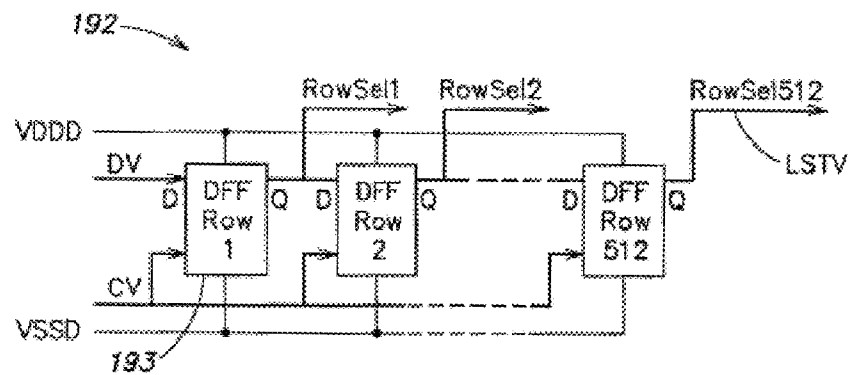 192
RowSel1 RowSel2 RowSel512
VDDD
DV LSTV
D DFF Row 1 Q
D DFF Row 2 Q
D DFF Row 512 Q
CV
VSSD
193